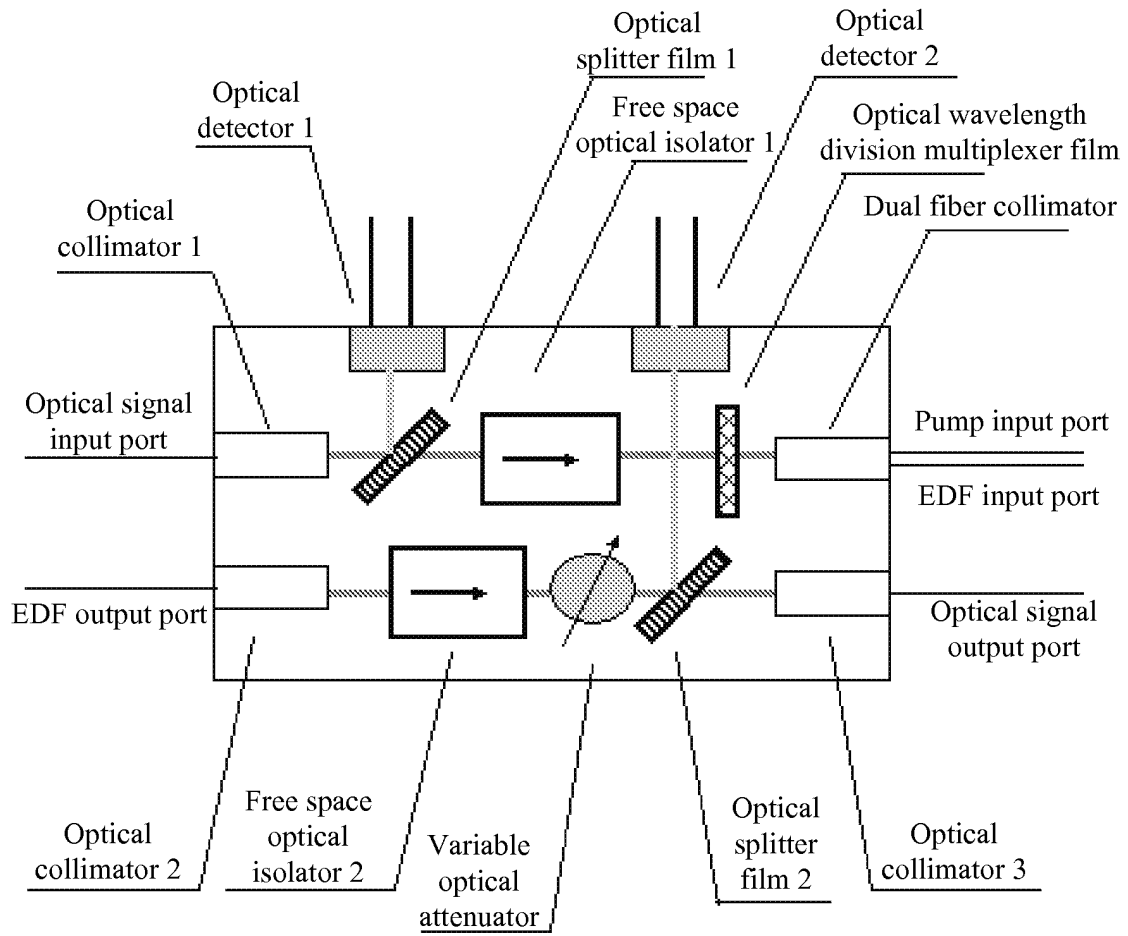 Optical
splitter film 1
Optical
detector 2
Optical
detector 1
Free space
optical isolator 1
Optical wavelength
division multiplexer film
Optical
collimator 1
Dual fiber collimator
Optical signal
input port
Pump input port
EDF input port
EDF output port
Optical signal
output port
Optical
collimator 2
Free space
optical
isolator 2
Variable
optical
attenuator
Optical
splitter
film 2
Optical
collimator 3